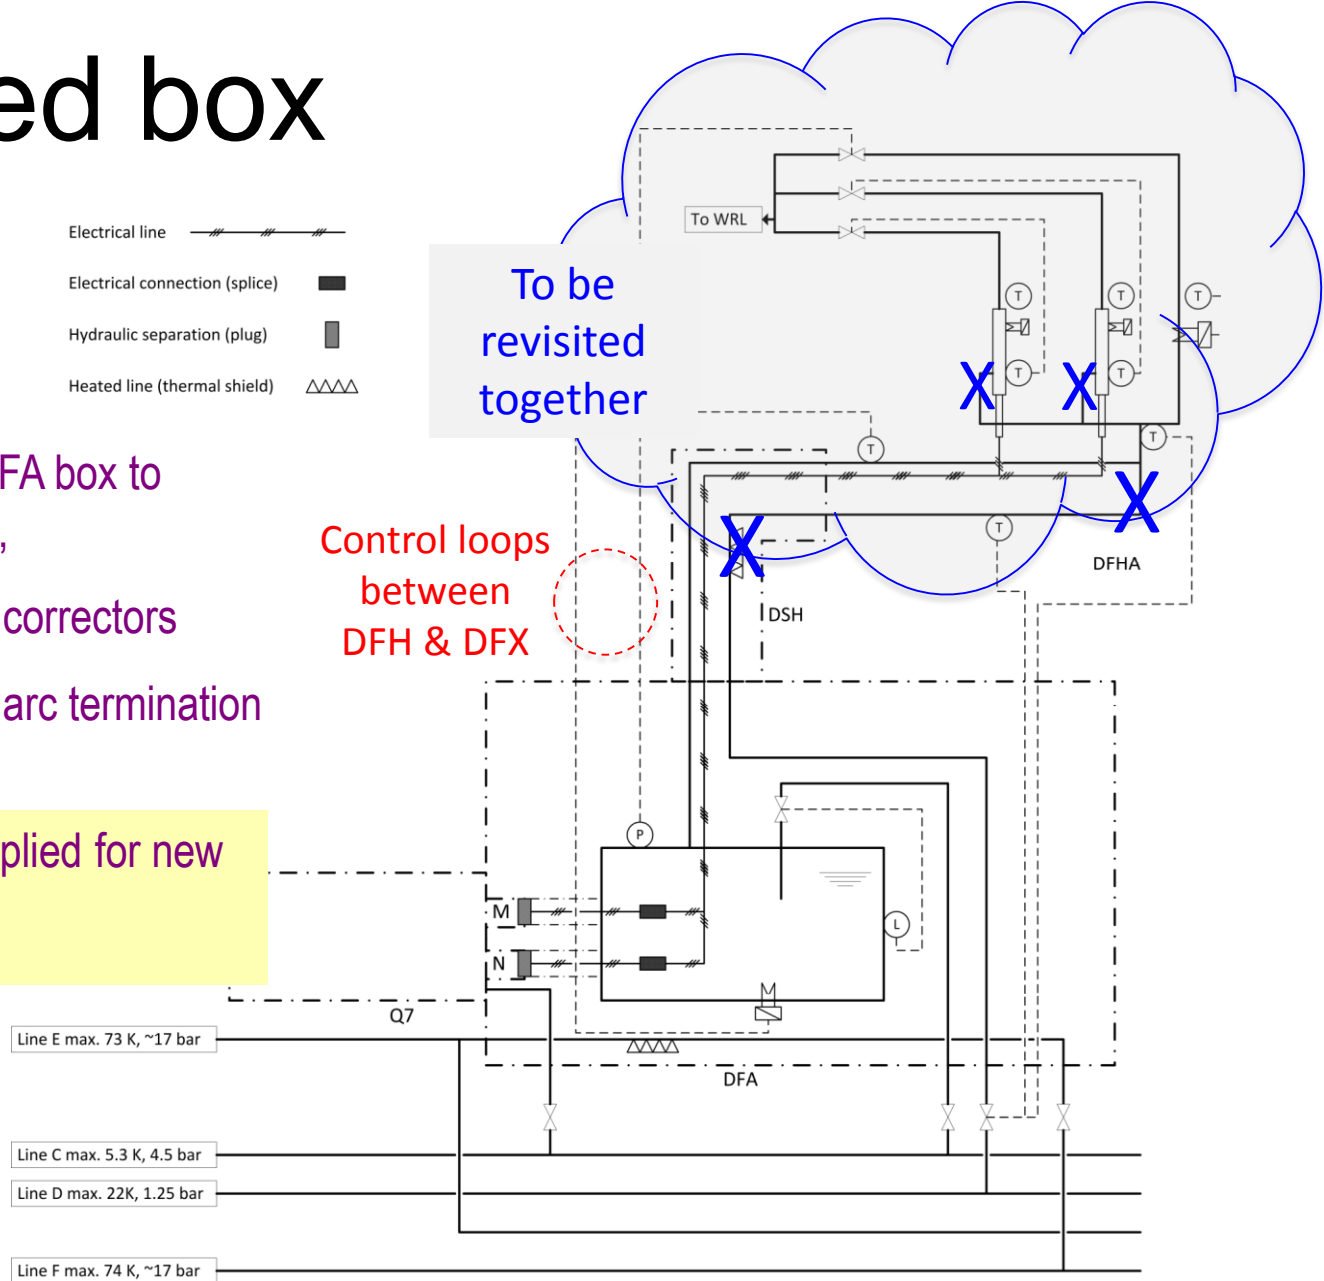 ed box
Electrical line
Electrical connection (splice)
Hydraulic separation (plug)
Heated line (thermal shield)
To WRL
To be
revisited
together
T
T
T
T
T
T
T
T
X
X
X
X
DFHA
FA box to
,
correctors
arc termination
plied for new
Control loops
between
DFH & DFX
DSH
P
L
M
N
Q7
DFA
Line E max. 73 K, ~17 bar
Line C max. 5.3 K, 4.5 bar
Line D max. 22K, 1.25 bar
Line F max. 74 K, ~17 bar